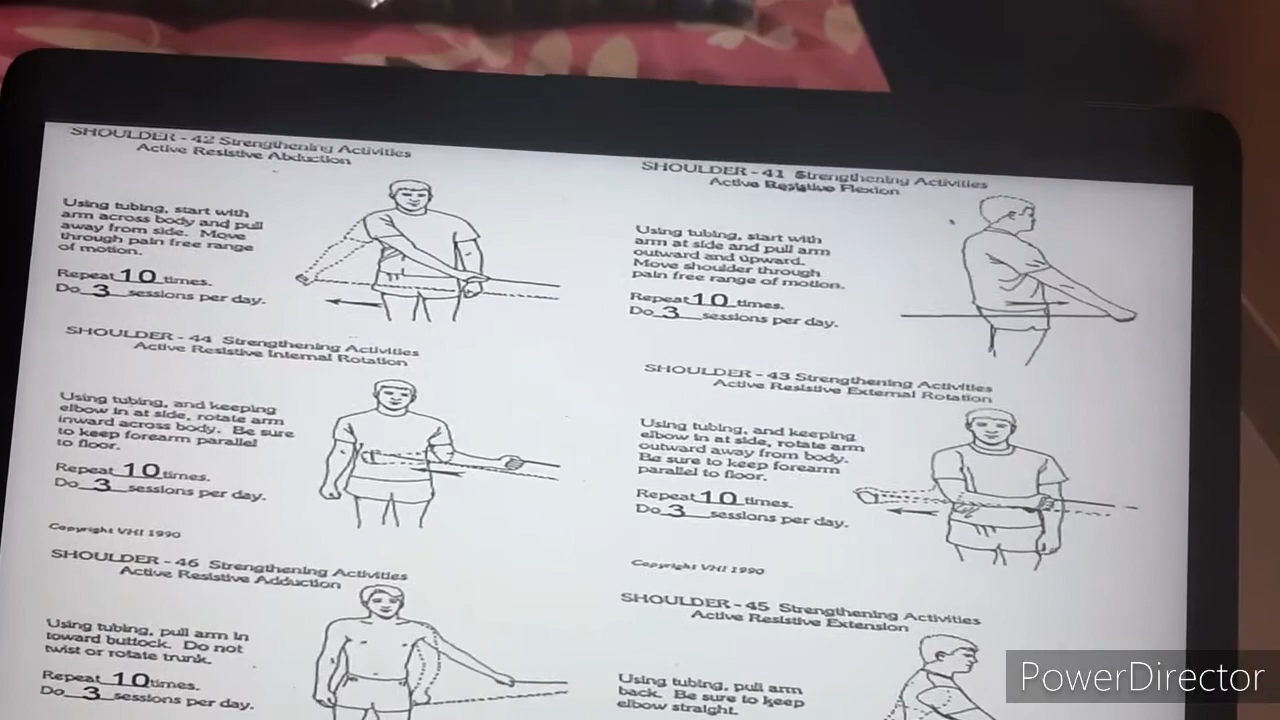 SHOULDER - 42 Strengthening Activities
Active Resistive Abduction
Using tubing, start with
arm across body and pull
away from side. Move
through pain free range
of motion.
Repeat 10 times.
Do 3 sessions per day.
SHOULDER - 41 Strengthening Activities
Active Resistive Flexion
Using tubing, start with
arm at side and pull arm
outward and upward.
Move shoulder through
pain free range of motion.
Repeat 10 times.
Do 3 sessions per day.
SHOULDER - 44 Strengthening Activities
Active Resistive Internal Rotation
Using tubing, and keeping
elbow in at side, rotate arm
inward across body. Be sure
to keep forearm parallel
to floor.
Repeat 10 times.
Do 3 sessions per day.
Copyright VHI 1990
SHOULDER - 43 Strengthening Activities
Active Resistive External Rotation
Using tubing, and keeping
elbow in at side, rotate arm
outward away from body.
Be sure to keep forearm
parallel to floor.
Repeat 10 times.
Do 3 sessions per day.
Copyright VHI 1990
SHOULDER - 46 Strengthening Activities
Active Resistive Adduction
Using tubing, pull arm in
toward buttock. Do not
twist or rotate trunk.
Repeat 10 times.
Do 3 sessions per day.
SHOULDER - 45 Strengthening Activities
Active Resistive Extension
Using tubing, pull arm
back. Be sure to keep
elbow straight.
PowerDirector